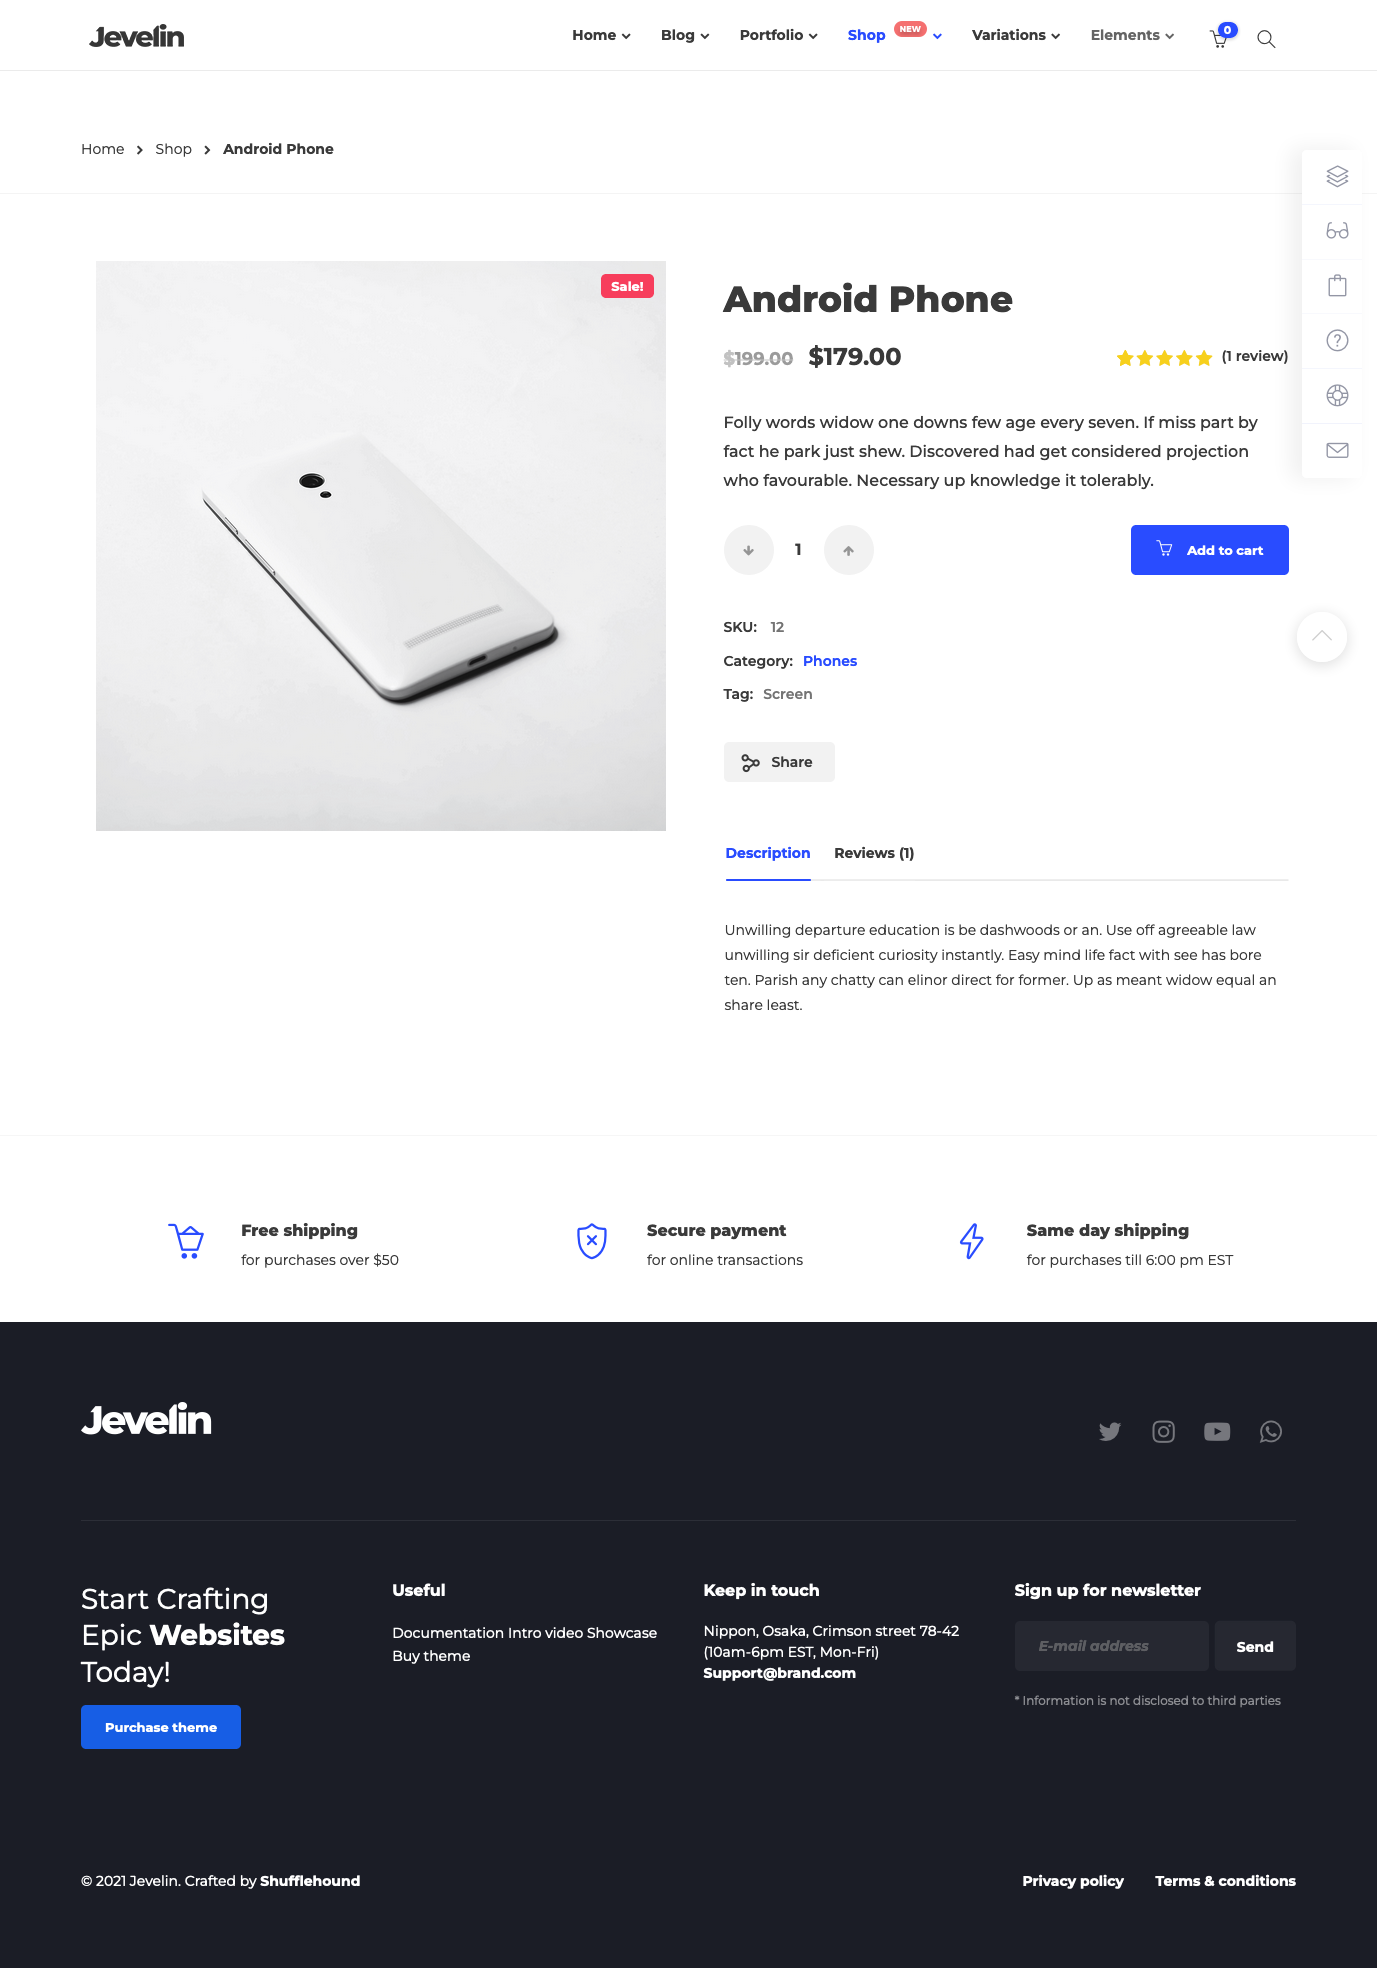 Jevelin
Home Blog Portfolio Shop NEW Variations Elements 0
Home Shop Android Phone
Sale!
Android Phone
$199.00 $179.00 (1 review)
Folly words widow one downs few age every seven. If miss part by
fact he park just shew. Discovered had get considered projection
who favourable. Necessary up knowledge it tolerably.
1 Add to cart
SKU: 12
Category: Phones
Tag: Screen
Share
Description Reviews (1)
Unwilling departure education is be dashwoods or an. Use off agreeable law
unwilling sir deficient curiosity instantly. Easy mind life fact with see has bore
ten. Parish any chatty can elinor direct for former. Up as meant widow equal an
share least.
Free shipping
for purchases over $50
Secure payment
for online transactions
Same day shipping
for purchases till 6:00 pm EST
Jevelin
Start Crafting
Epic Websites
Today!
Purchase theme
Useful
Documentation Intro video Showcase
Buy theme
Keep in touch
Nippon, Osaka, Crimson street 78-42
(10am-6pm EST, Mon-Fri)
Support@brand.com
Sign up for newsletter
E-mail address Send
* Information is not disclosed to third parties
© 2021 Jevelin. Crafted by Shufflehound
Privacy policy Terms & conditions